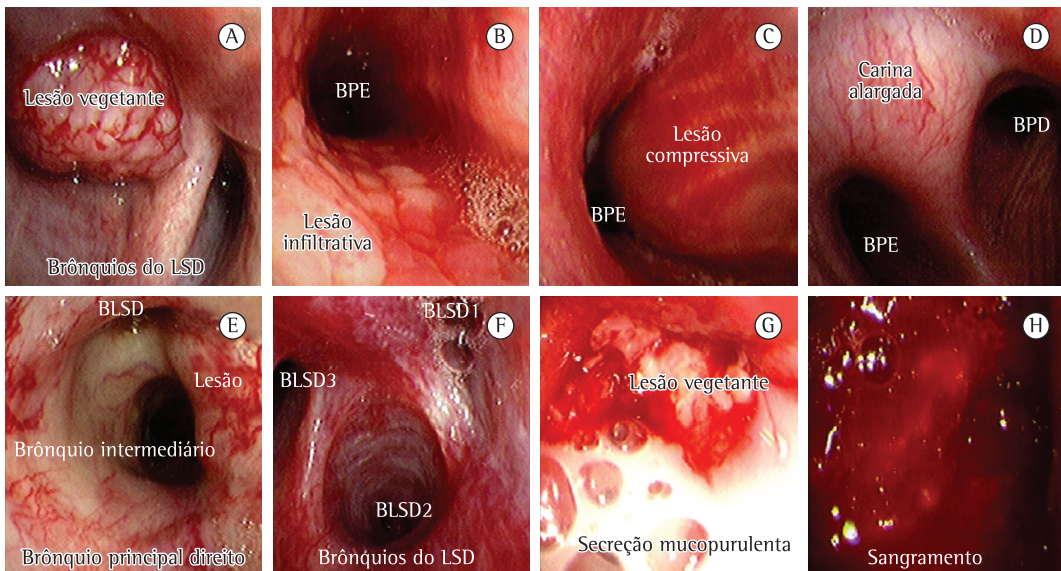 A
Lesão vegetante
Brônquios do LSD
B
BPE
Lesão
infiltrativa
C
Lesão
compressiva
BPE
D
Carina
alargada
BPD
BPE
E
BLSD
Lesão
Brônquio intermediário
Brônquio principal direito
F
BLSD1
BLSD3
BLSD2
Brônquios do LSD
G
Lesão vegetante
Secreção mucopurulenta
H
Sangramento